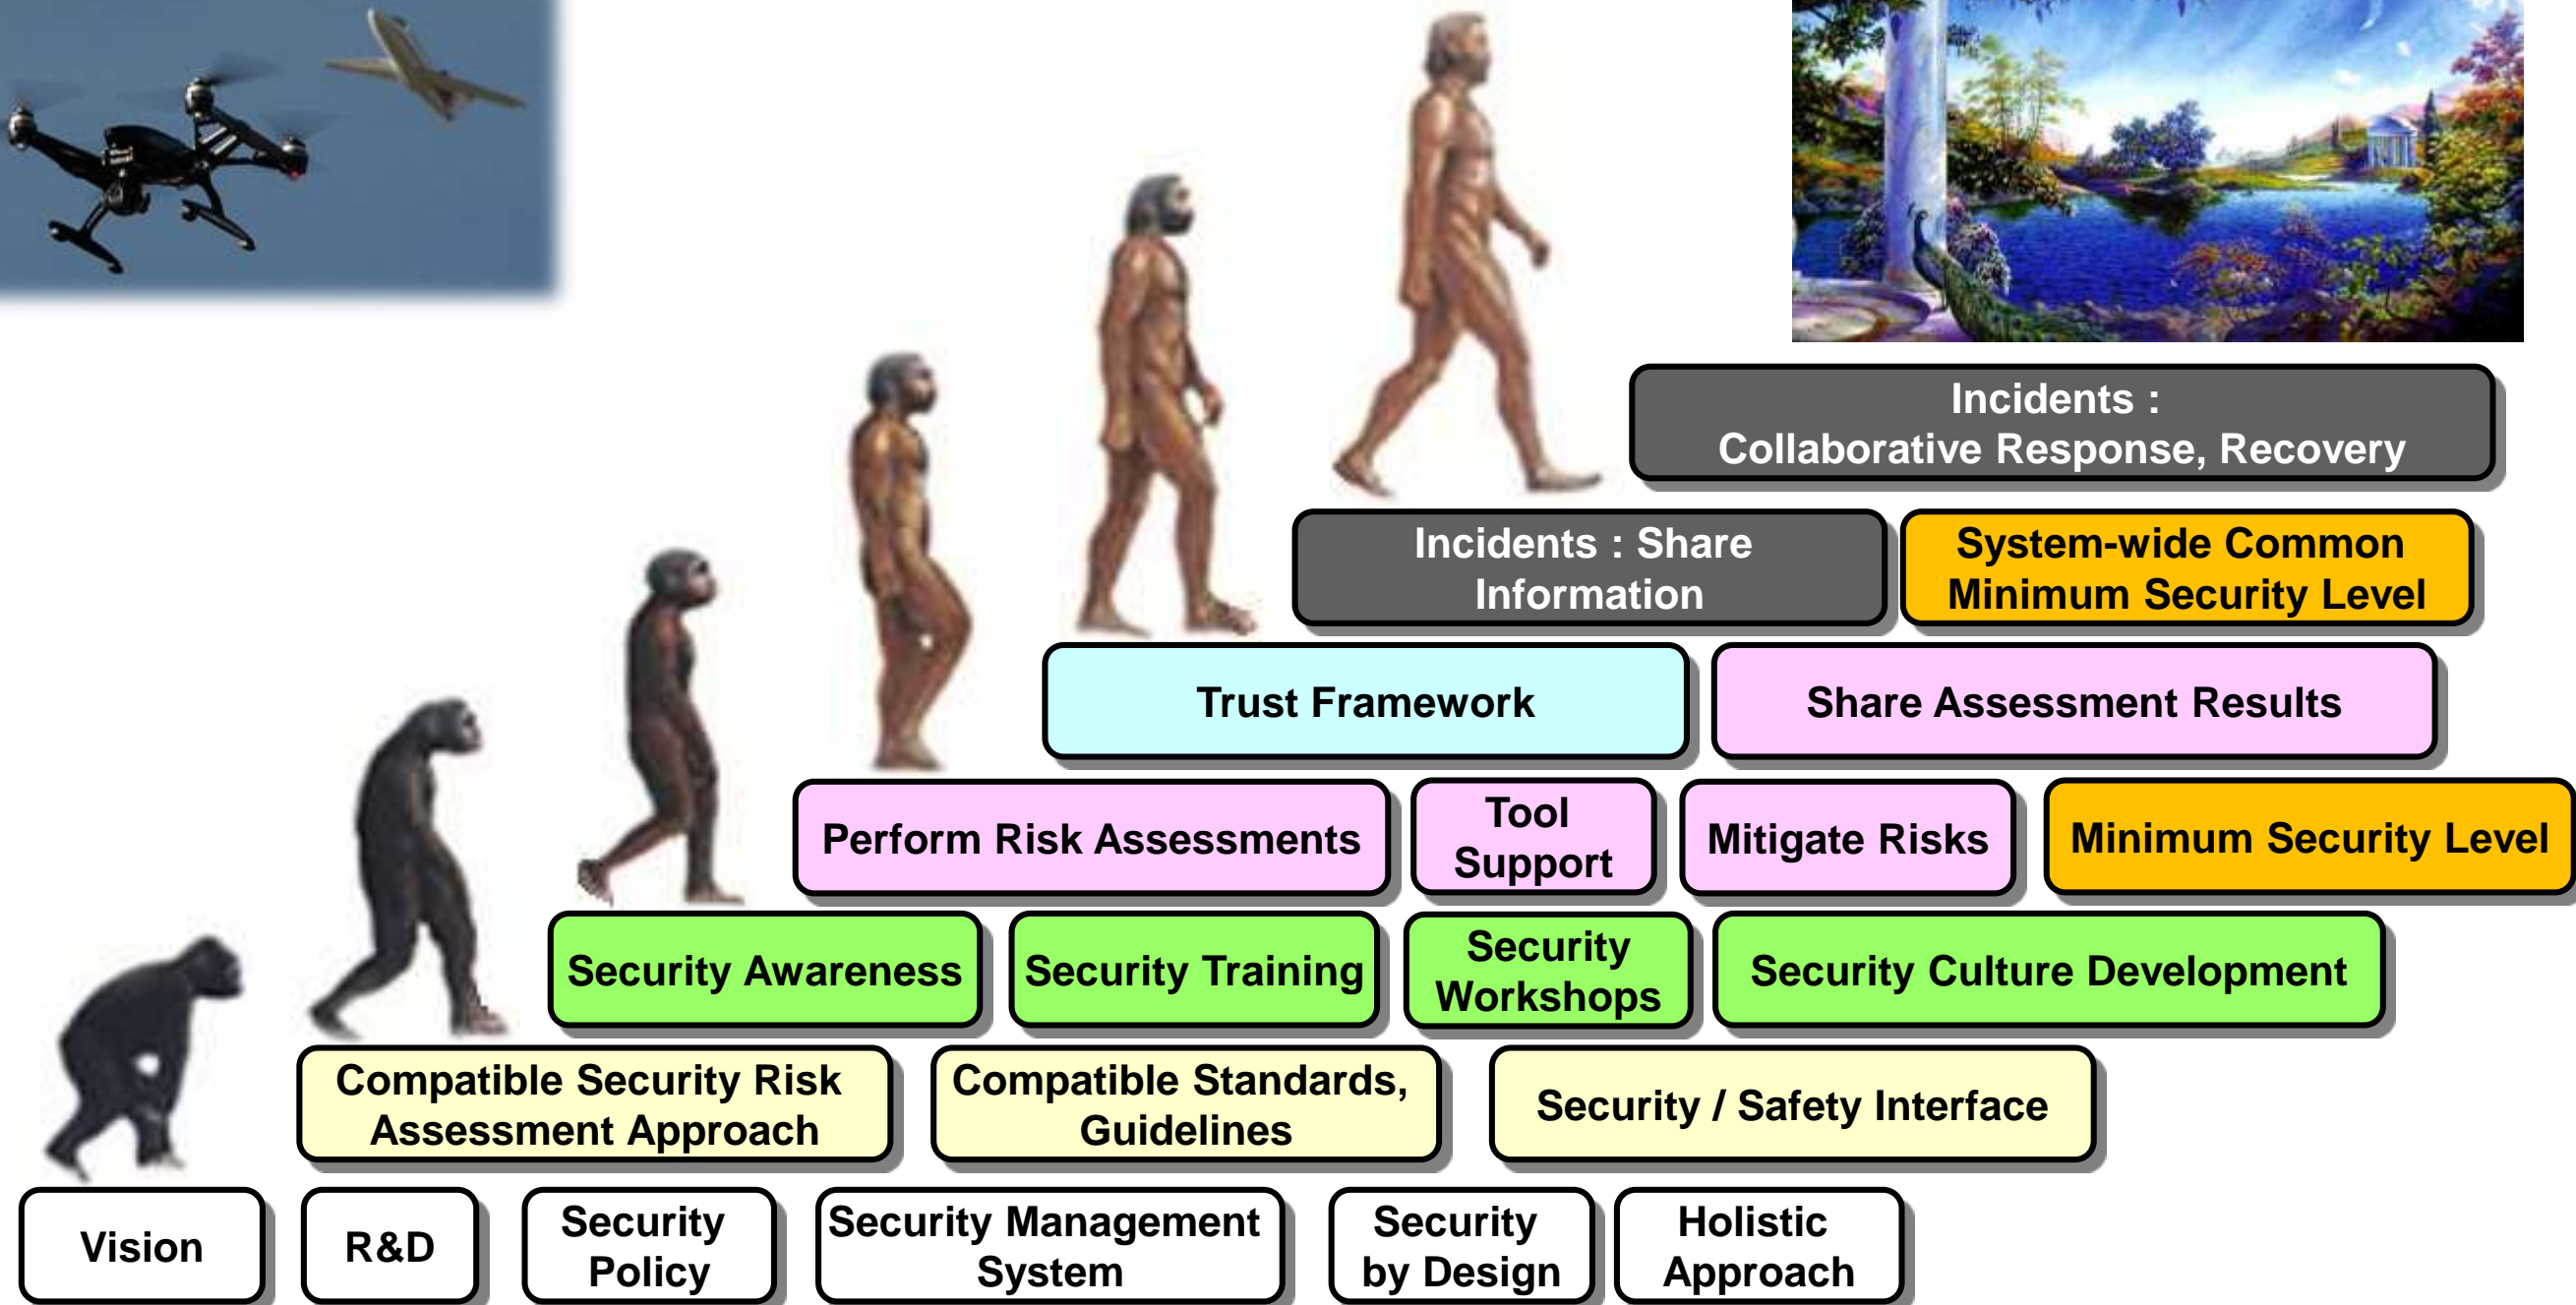 Incidents :
Collaborative Response, Recovery
Incidents : Share
Information
System-wide Common
Minimum Security Level
Trust Framework
Share Assessment Results
Perform Risk Assessments
Tool
Support
Mitigate Risks
Minimum Security Level
Security Awareness
Security Training
Security
Workshops
Security Culture Development
Compatible Security Risk
Assessment Approach
Compatible Standards,
Guidelines
Security / Safety Interface
Vision
R&D
Security
Policy
Security Management
System
Security
by Design
Holistic
Approach